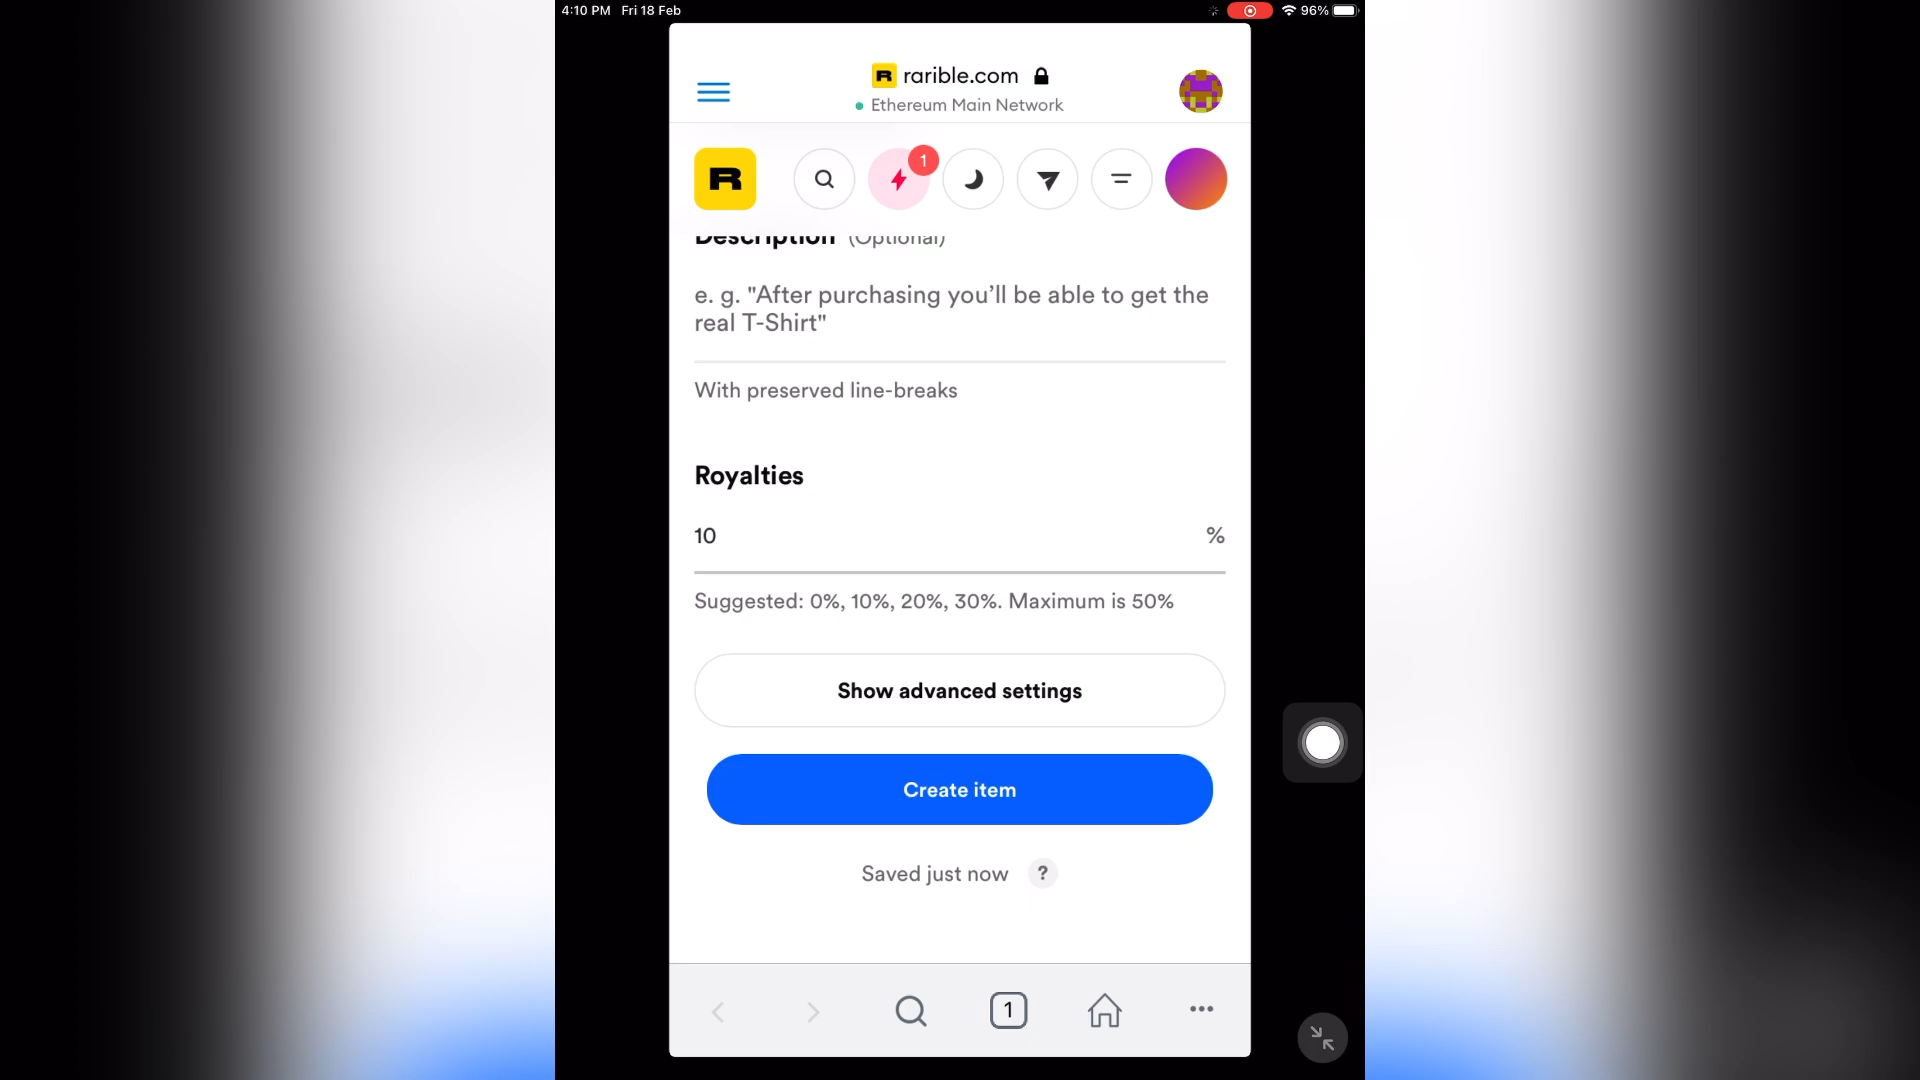 4:10 PM Fri 18 Feb
96%
R rarible.com
Ethereum Main Network
R
1
Description (Optional)
e. g. "After purchasing you’ll be able to get the
real T-Shirt"
With preserved line-breaks
Royalties
10 %
Suggested: 0%, 10%, 20%, 30%. Maximum is 50%
Show advanced settings
Create item
Saved just now ?
1